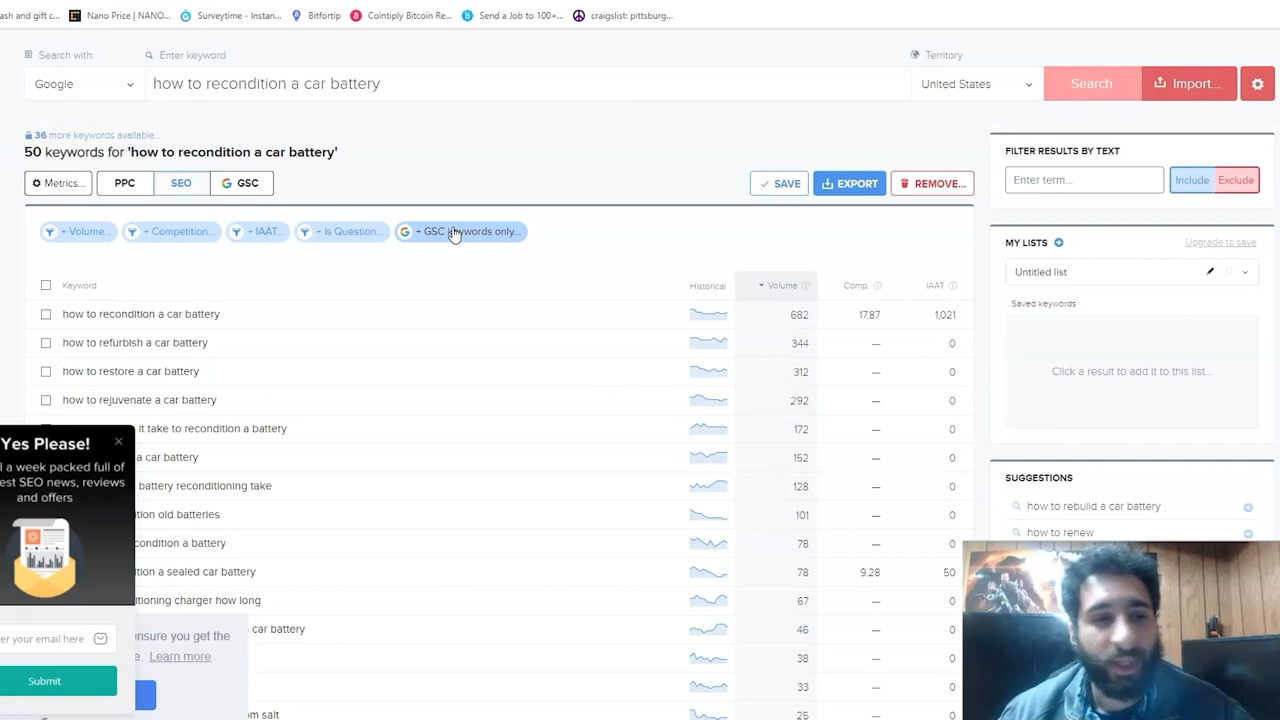 ash and gift c...
Nano Price | NANO...
Surveytime - Instan...
Bitfortip
Cointiply Bitcoin Re...
Send a Job to 100+...
craigslist: pittsburg...
Search with:
Enter keyword
Territory
Google
how to recondition a car battery
United States
Search
Import...
36 more keywords available...
50 keywords for 'how to recondition a car battery'
Metrics...
PPC
SEO
GSC
SAVE
EXPORT
REMOVE...
+ Volume...
+ Competition...
+ IAAT...
+ Is Question...
+ GSC keywords only...
Keyword Historical Volume Comp. IAAT
how to recondition a car battery 682 17.87 1,021
how to refurbish a car battery 344 — 0
how to restore a car battery 312 — 0
how to rejuvenate a car battery 292 — 0
it take to recondition a battery 172 — 0
a car battery 152 — 0
battery reconditioning take 128 — 0
tion old batteries 101 — 0
condition a battery 78 — 0
tion a sealed car battery 78 9.28 50
tioning charger how long 67 — 0
car battery 46 — 0
38 — 0
33 — 0
om salt 25 — 0
FILTER RESULTS BY TEXT
Enter term...
Include
Exclude
MY LISTS
Upgrade to save
Untitled list
Saved keywords
Click a result to add it to this list...
SUGGESTIONS
how to rebuild a car battery
how to renew
Yes Please!
l a week packed full of
est SEO news, reviews
and offers
er your email here
Submit
ensure you get the
Learn more